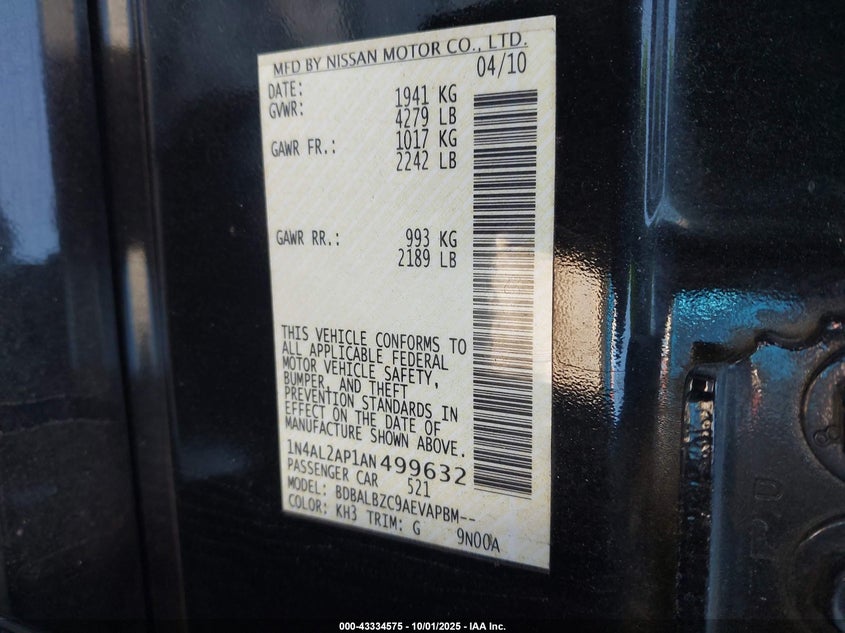 MFD BY NISSAN MOTOR CO., LTD.
DATE: 04/10
GVWR: 1941 KG
4279 LB
GAWR FR.: 1017 KG
2242 LB
GAWR RR.: 993 KG
2189 LB
THIS VEHICLE CONFORMS TO
ALL APPLICABLE FEDERAL
MOTOR VEHICLE SAFETY,
BUMPER, AND THEFT
PREVENTION STANDARDS IN
EFFECT ON THE DATE OF
MANUFACTURE SHOWN ABOVE.
1N4AL2AP1AN499632
PASSENGER CAR 521
MODEL: BDBALBZC9AEVAPBM--
COLOR: KH3 TRIM: G 9N00A
000-43334575 - 10/01/2025 - IAA Inc.